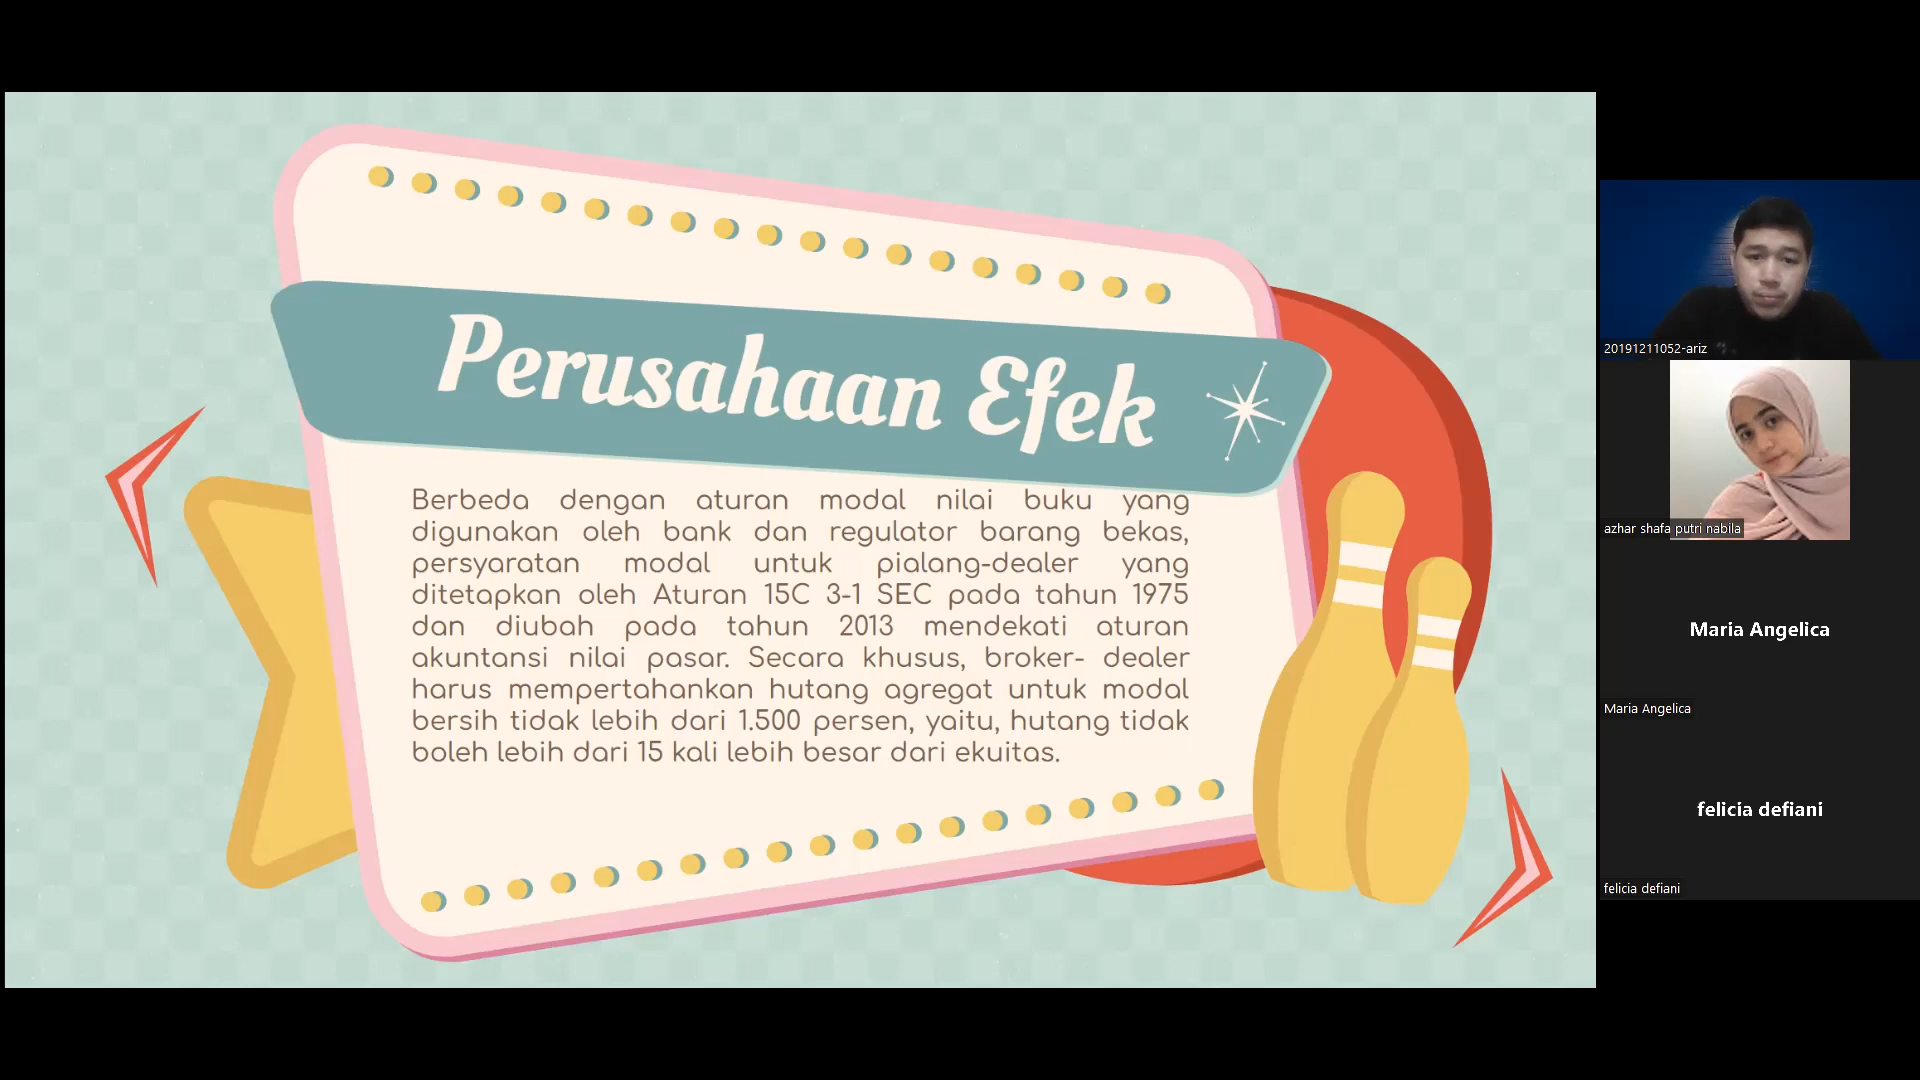 Perusahaan Efek
Berbeda dengan aturan modal nilai buku yang
digunakan oleh bank dan regulator barang bekas,
persyaratan modal untuk pialang-dealer yang
ditetapkan oleh Aturan 15C 3-1 SEC pada tahun 1975
dan diubah pada tahun 2013 mendekati aturan
akuntansi nilai pasar. Secara khusus, broker- dealer
harus mempertahankan hutang agregat untuk modal
bersih tidak lebih dari 1.500 persen, yaitu, hutang tidak
boleh lebih dari 15 kali lebih besar dari ekuitas.
20191211052-ariz
azhar shafa putri nabila
Maria Angelica
Maria Angelica
felicia defiani
felicia defiani